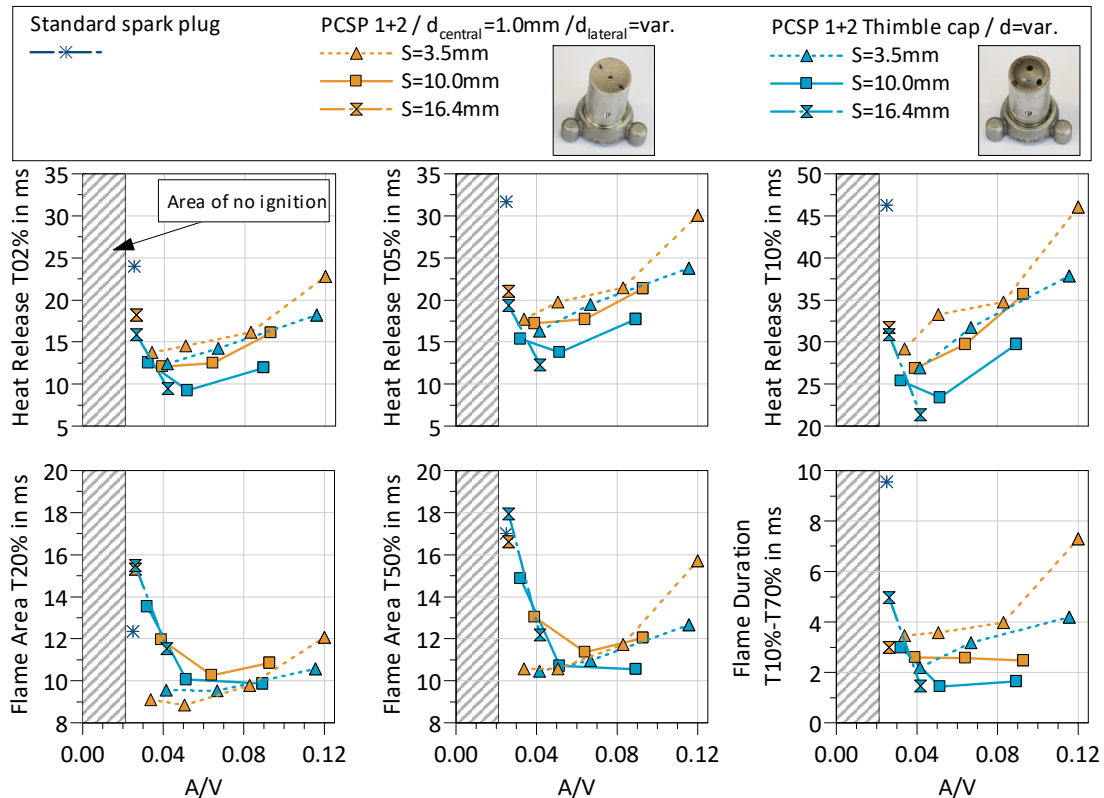 Standard spark plug
PCSP 1+2 / dcentral=1.0mm /dlateral=var.
S=3.5mm
S=10.0mm
S=16.4mm
PCSP 1+2 Thimble cap / d=var.
S=3.5mm
S=10.0mm
S=16.4mm
Heat Release T02% in ms
35
30
25
20
15
10
5
Area of no ignition
Heat Release T05% in ms
35
30
25
20
15
10
5
Heat Release T10% in ms
50
45
40
35
30
25
20
Flame Area T20% in ms
20
18
16
14
12
10
8
0.00
0.04
0.08
0.12
A/V
Flame Area T50% in ms
20
18
16
14
12
10
8
0.00
0.04
0.08
0.12
A/V
Flame Duration
T10%-T70% in ms
10
8
6
4
2
0
0.00
0.04
0.08
0.12
A/V